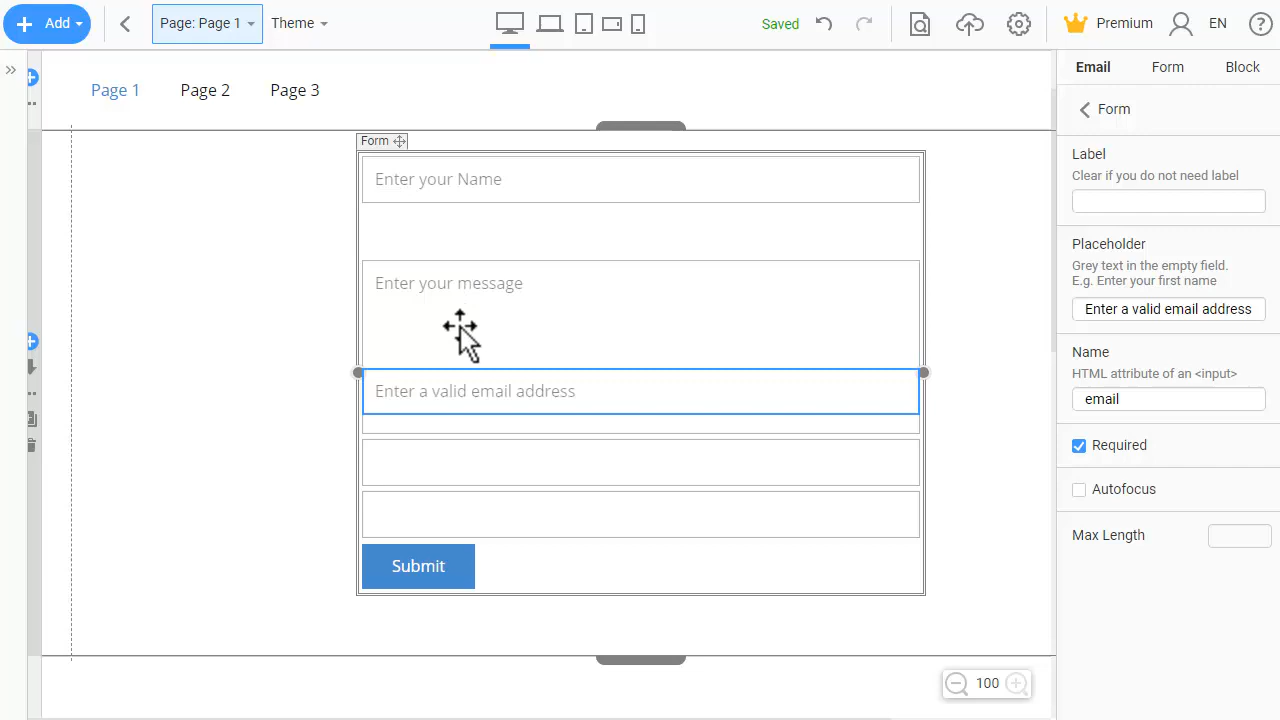 Add
Page: Page 1
Theme
Saved
Premium
EN
Page 1
Page 2
Page 3
Form
Enter your Name
Enter your message
Enter a valid email address
Submit
100
Email
Form
Block
Form
Label
Clear if you do not need label
Placeholder
Grey text in the empty field.
E.g. Enter your first name
Enter a valid email address
Name
HTML attribute of an <input>
email
Required
Autofocus
Max Length